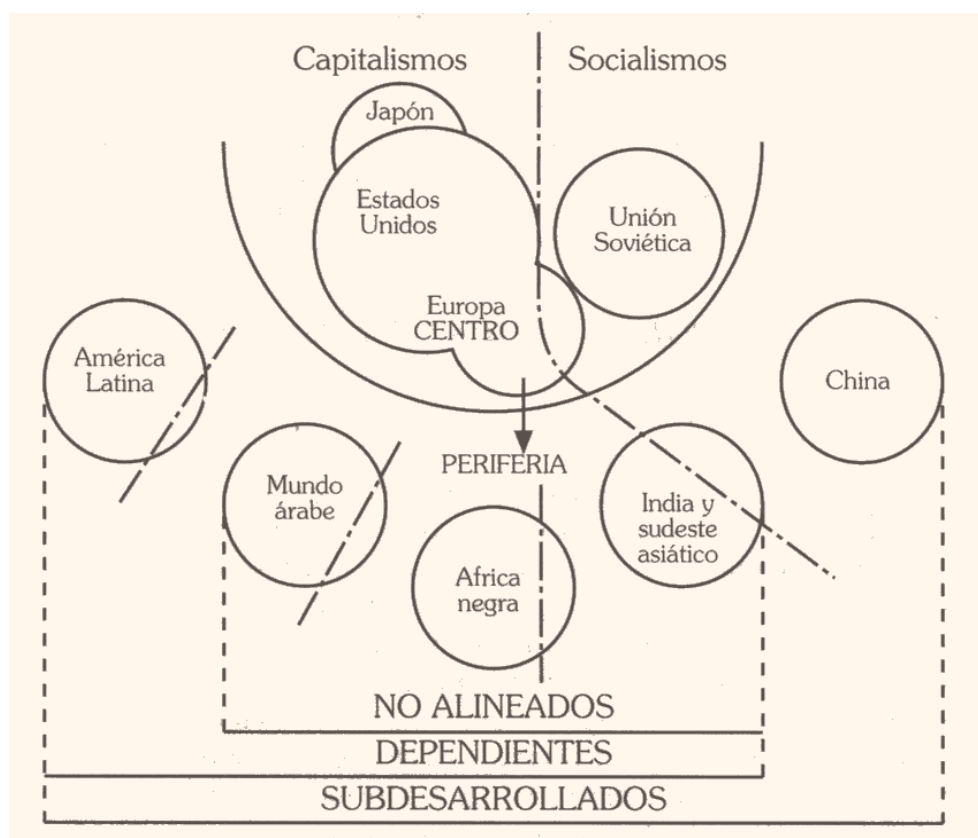 Capitalismos
Socialismos
Japón
Estados
Unidos
Unión
Soviética
Europa
CENTRO
América
Latina
China
PERIFERIA
Mundo
árabe
India y
sudeste
asiático
Africa
negra
NO ALINEADOS
DEPENDIENTES
SUBDESARROLLADOS